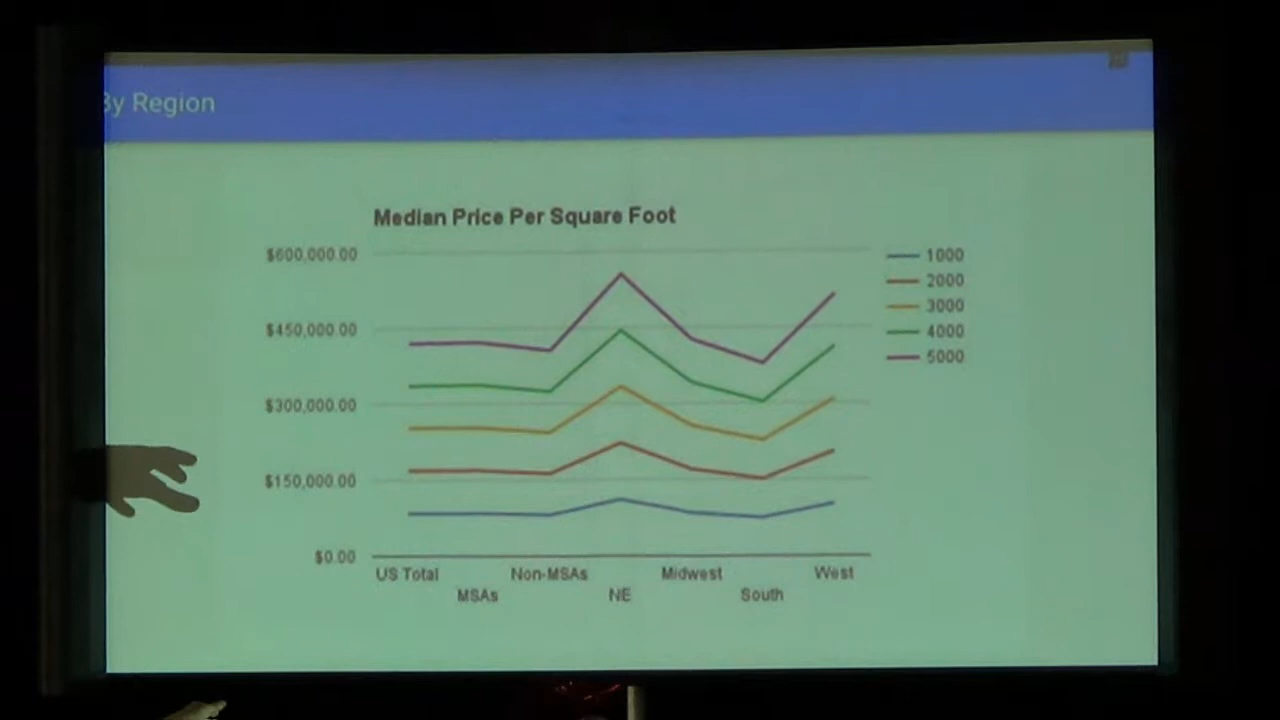 By Region
Median Price Per Square Foot
$600,000.00
$450,000.00
$300,000.00
$150,000.00
$0.00
US Total
MSAs
Non-MSAs
NE
Midwest
South
West
1000
2000
3000
4000
5000